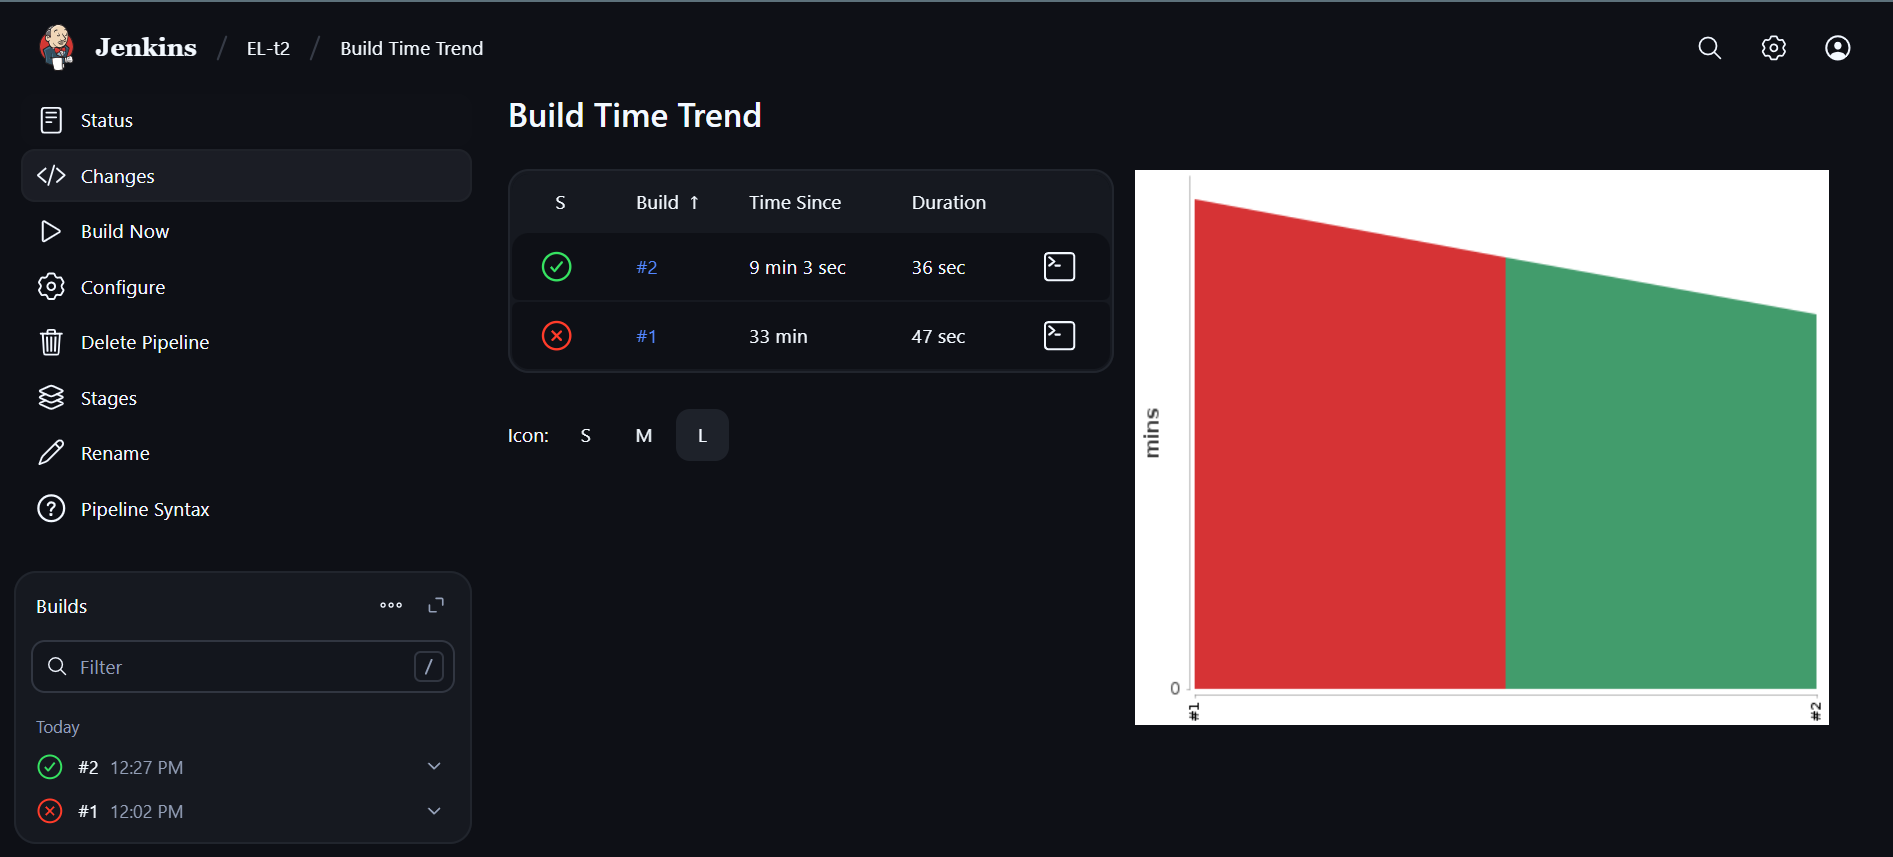 Jenkins / EL-t2 / Build Time Trend
Status
Changes
Build Now
Configure
Delete Pipeline
Stages
Rename
Pipeline Syntax
Builds
Filter /
Today
#2 12:27 PM
#1 12:02 PM
Build Time Trend
S Build ↑ Time Since Duration
#2 9 min 3 sec 36 sec
#1 33 min 47 sec
Icon: S M L
mins
0
#1 #2